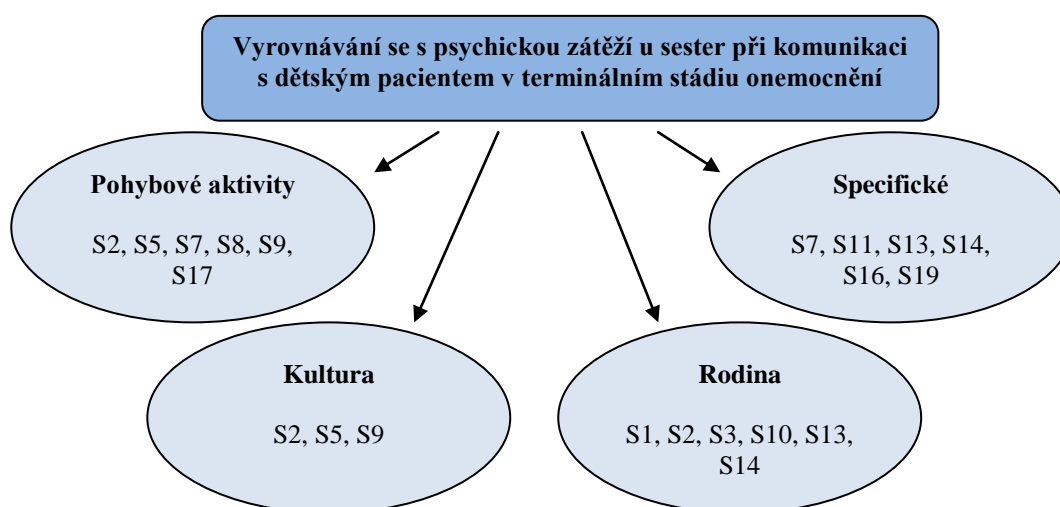 Vyrovnávání se s psychickou zátěží u sester při komunikaci
s dětským pacientem v terminálním stádiu onemocnění
Pohybové aktivity
S2, S5, S7, S8, S9,
S17
Specifické
S7, S11, S13, S14,
S16, S19
Kultura
S2, S5, S9
Rodina
S1, S2, S3, S10, S13,
S14